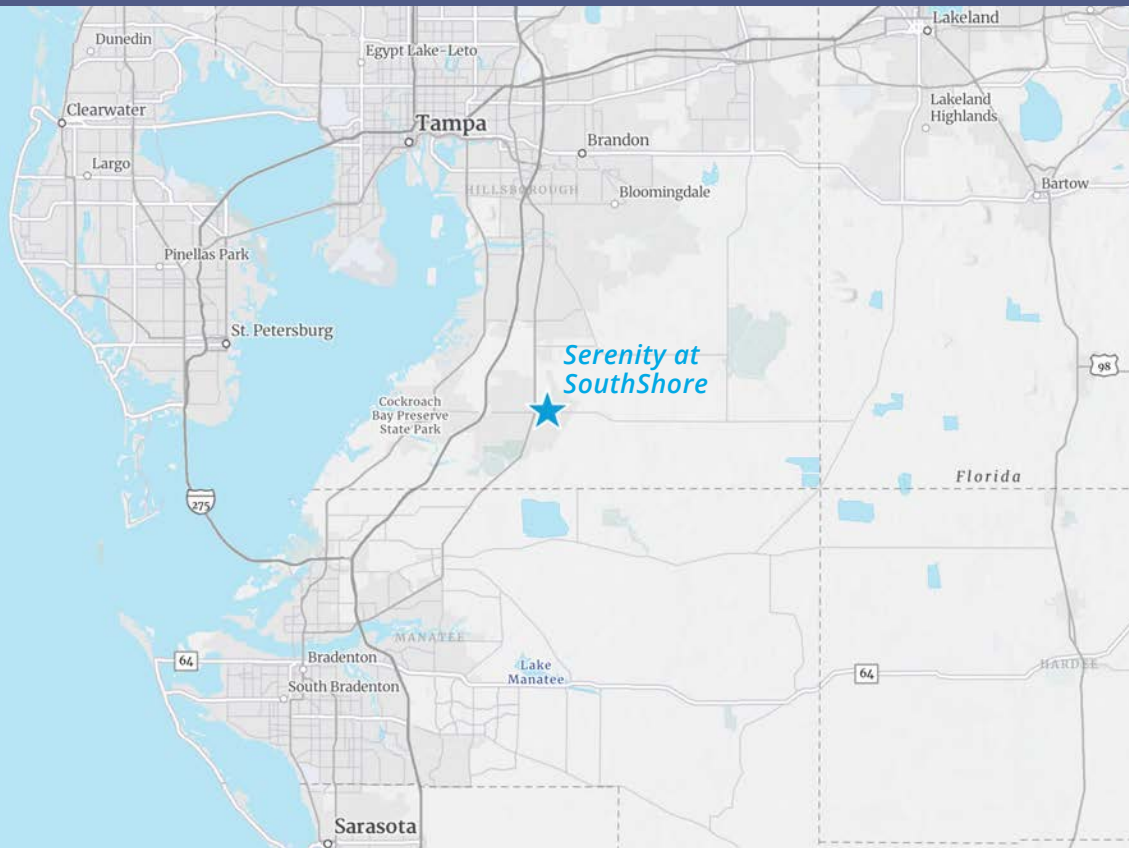 Lakeland
Dunedin
Egypt Lake-Leto
Lakeland
Highlands
Clearwater
Tampa
Brandon
Largo
HILLSBOROUGH
Bloomingdale
Bartow
Pinellas Park
St. Petersburg
Serenity at
SouthShore
98
Cockroach
Bay Preserve
State Park
Florida
275
MANATEE
64
Bradenton
Lake
Manatee
64
HARDEE
South Bradenton
Sarasota